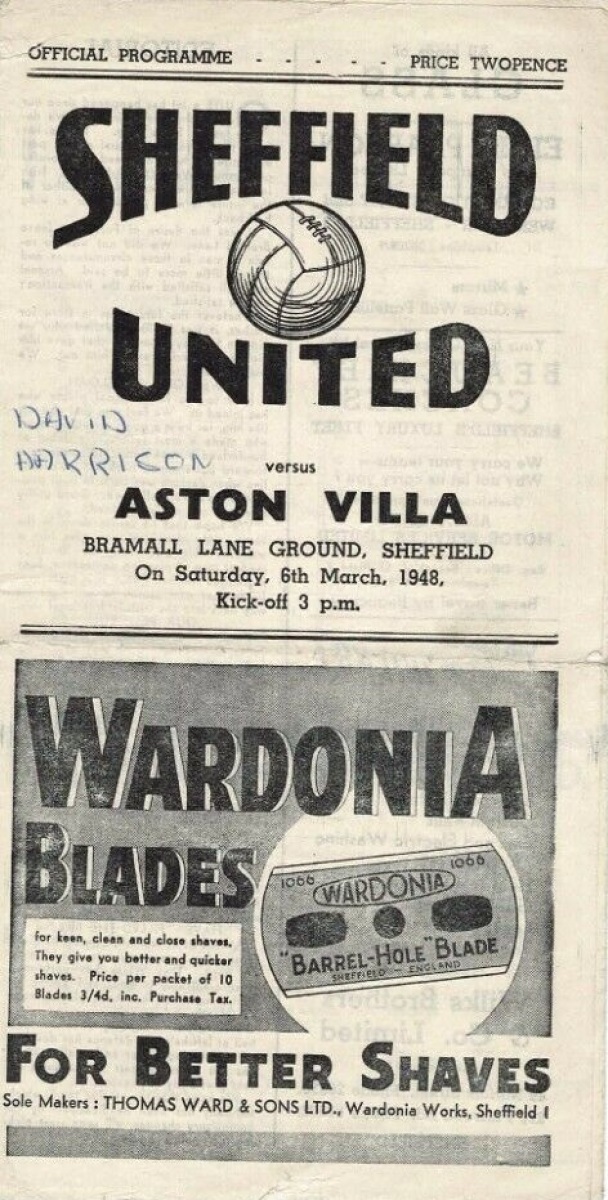 OFFICIAL PROGRAMME - - - - - PRICE TWOPENCE
SHEFFIELD
UNITED
DAVID
HARRISON
versus
ASTON VILLA
BRAMALL LANE GROUND, SHEFFIELD
On Saturday, 6th March, 1948,
Kick-off 3 p.m.
WARDONIA
BLADES
for keen, clean and close shaves.
They give you better and quicker
shaves. Price per packet of 10
Blades 3/4d. inc. Purchase Tax.
1066 1066
WARDONIA
"BARREL-HOLE" BLADE
SHEFFIELD - ENGLAND
FOR BETTER SHAVES
Sole Makers : THOMAS WARD & SONS LTD., Wardonia Works, Sheffield 1